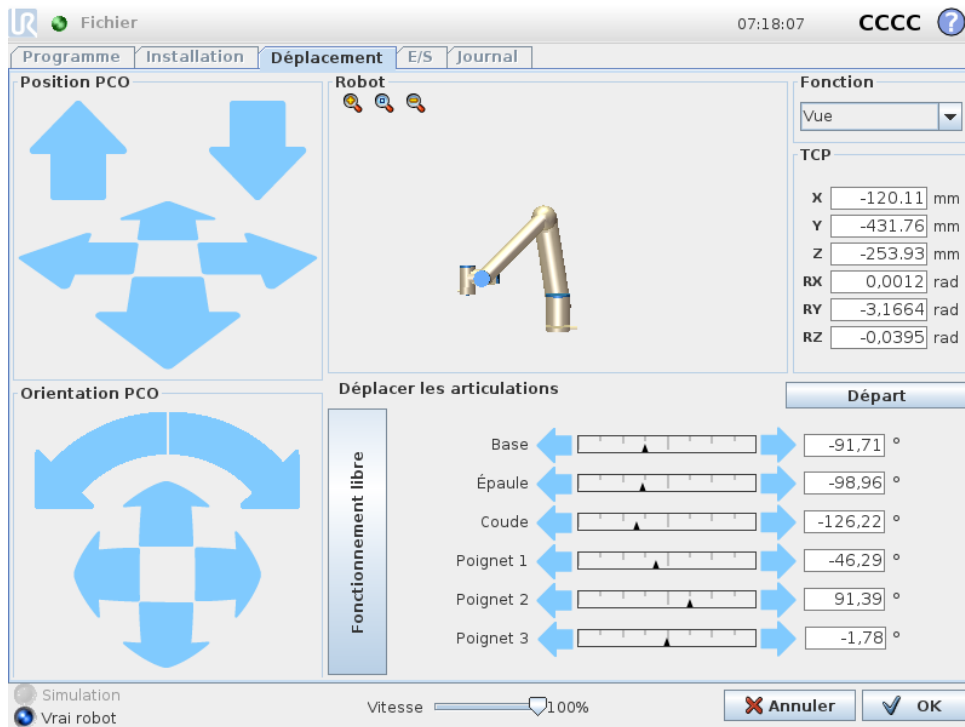 UR Fichier 07:18:07 CCCC ?
Programme Installation Déplacement E/S Journal
Position PCO
Robot
Fonction
Vue
TCP
X -120.11 mm
Y -431.76 mm
Z -253.93 mm
RX 0,0012 rad
RY -3,1664 rad
RZ -0,0395 rad
Orientation PCO
Déplacer les articulations
Départ
Fonctionnement libre
Base -91,71 °
Épaule -98,96 °
Coude -126,22 °
Poignet 1 -46,29 °
Poignet 2 91,39 °
Poignet 3 -1,78 °
Simulation
Vrai robot
Vitesse 100%
Annuler
OK